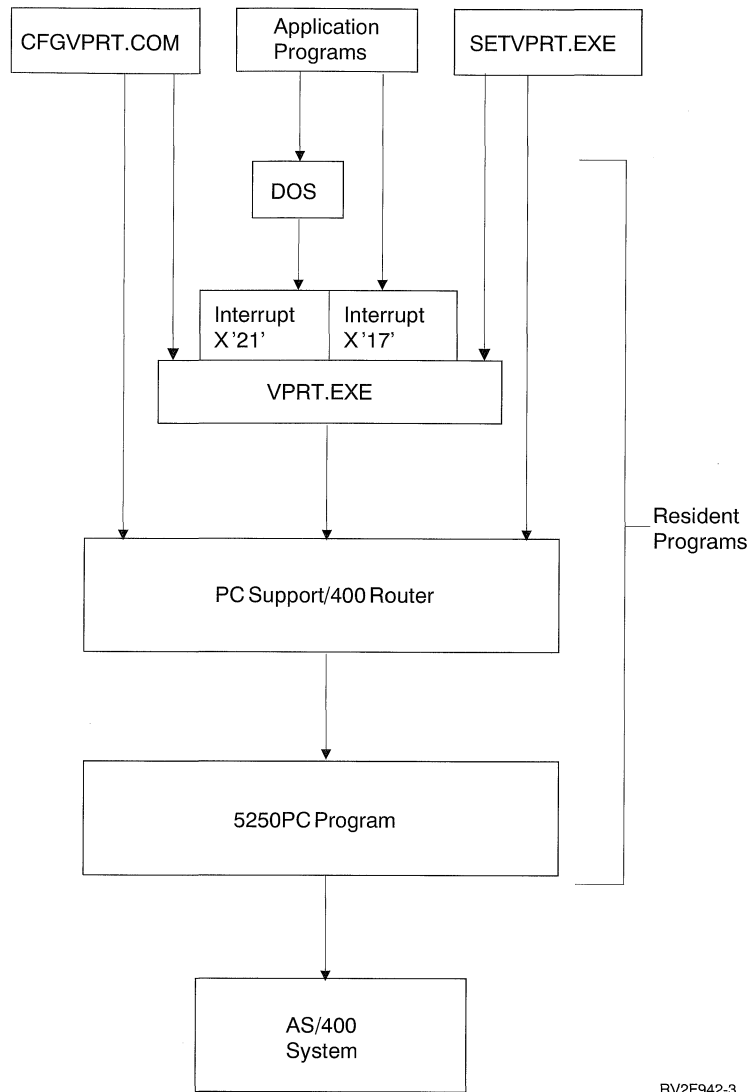 CFGVPRT.COM
Application
Programs
SETVPRT.EXE
DOS
Interrupt
X '21'
Interrupt
X '17'
VPRT.EXE
Resident
Programs
PC Support/400 Router
5250PC Program
AS/400
System
RV2F942-3